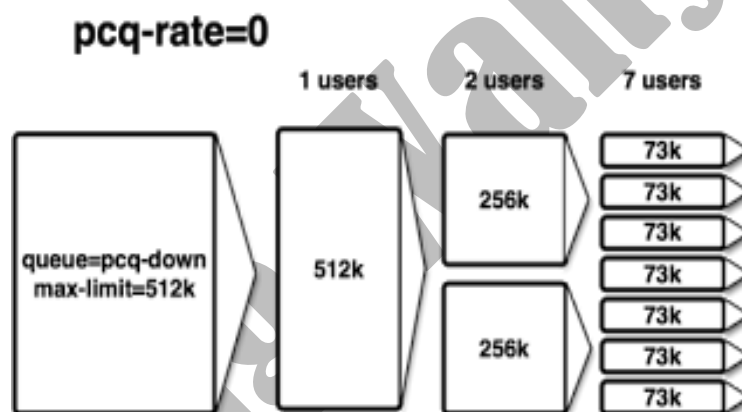 pcq-rate=0
1 users
2 users
7 users
queue=pcq-down
max-limit=512k
512k
256k
256k
73k
73k
73k
73k
73k
73k
73k